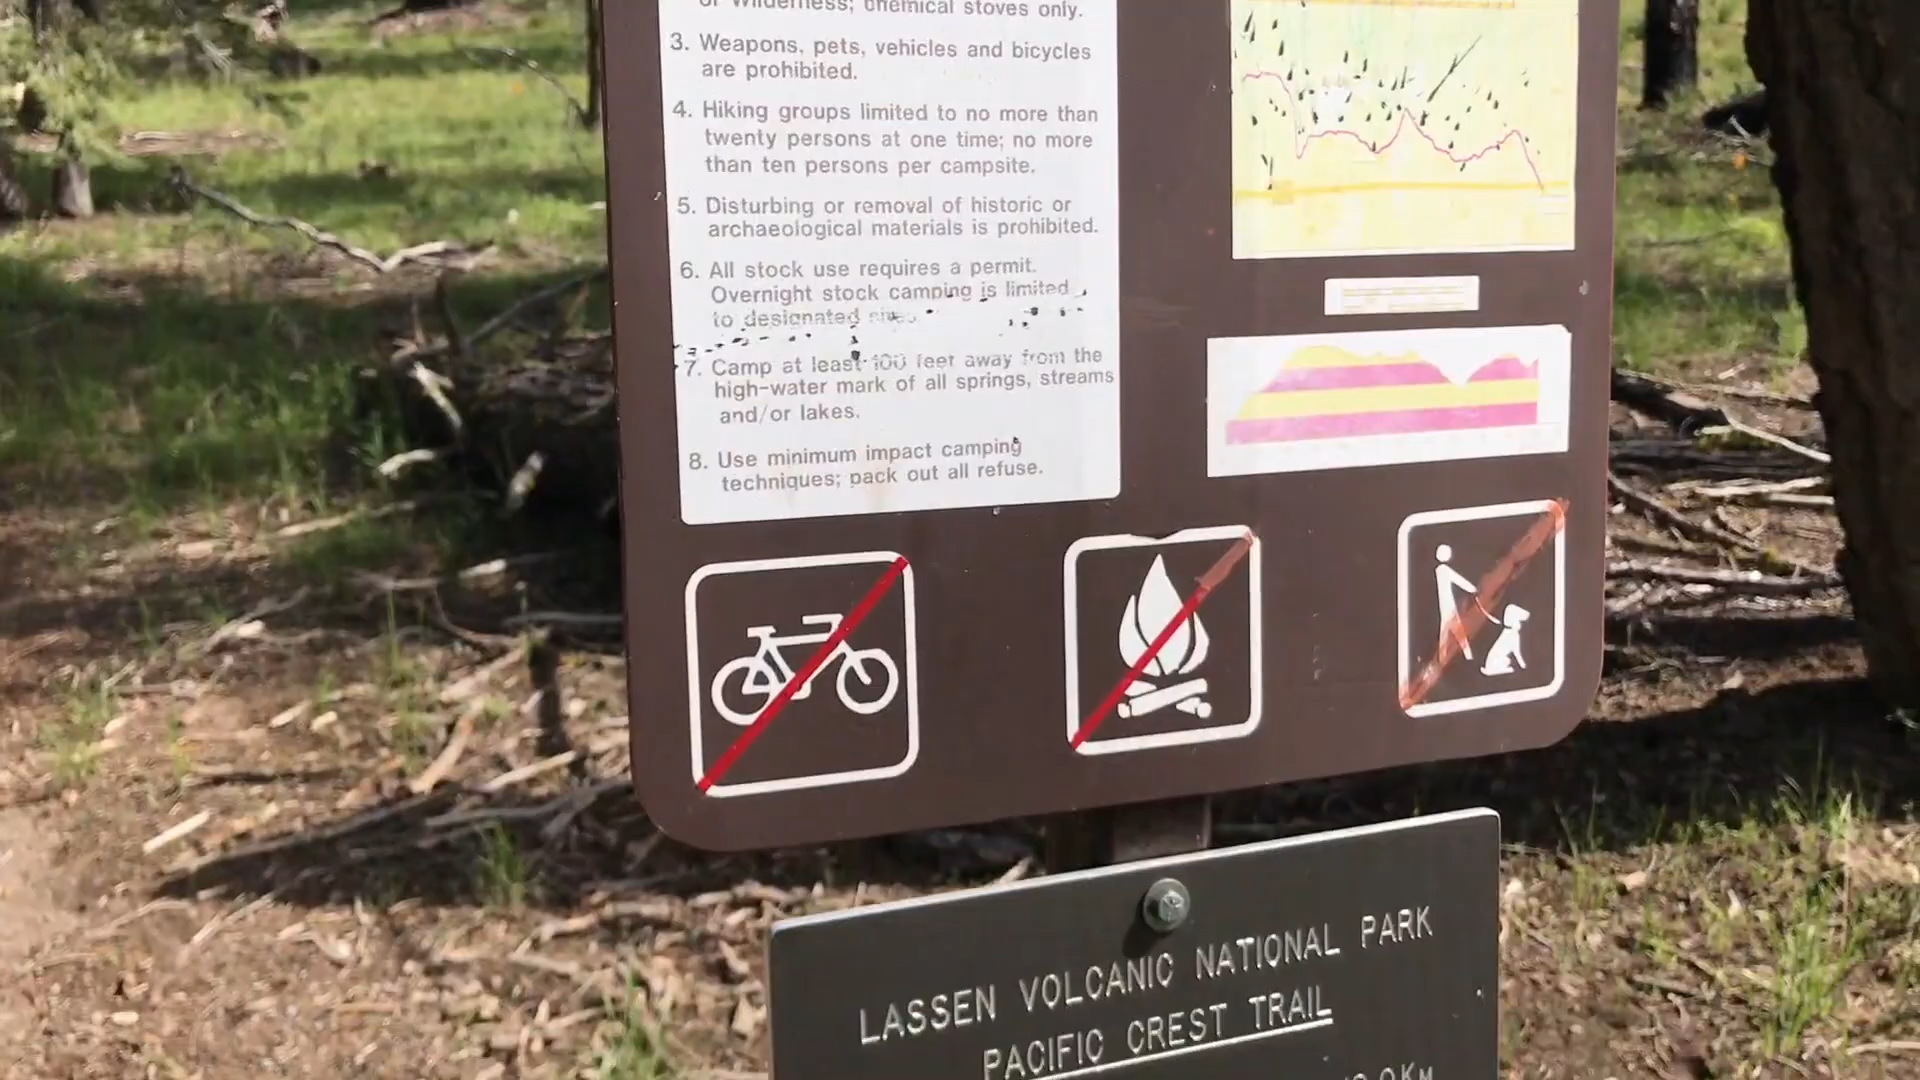 or Wilderness; chemical stoves only.
3. Weapons, pets, vehicles and bicycles
are prohibited.
4. Hiking groups limited to no more than
twenty persons at one time; no more
than ten persons per campsite.
5. Disturbing or removal of historic or
archaeological materials is prohibited.
6. All stock use requires a permit.
Overnight stock camping is limited
to designated sites.
7. Camp at least 100 feet away from the
high-water mark of all springs, streams
and/or lakes.
8. Use minimum impact camping
techniques; pack out all refuse.
LASSEN VOLCANIC NATIONAL PARK
PACIFIC CREST TRAIL